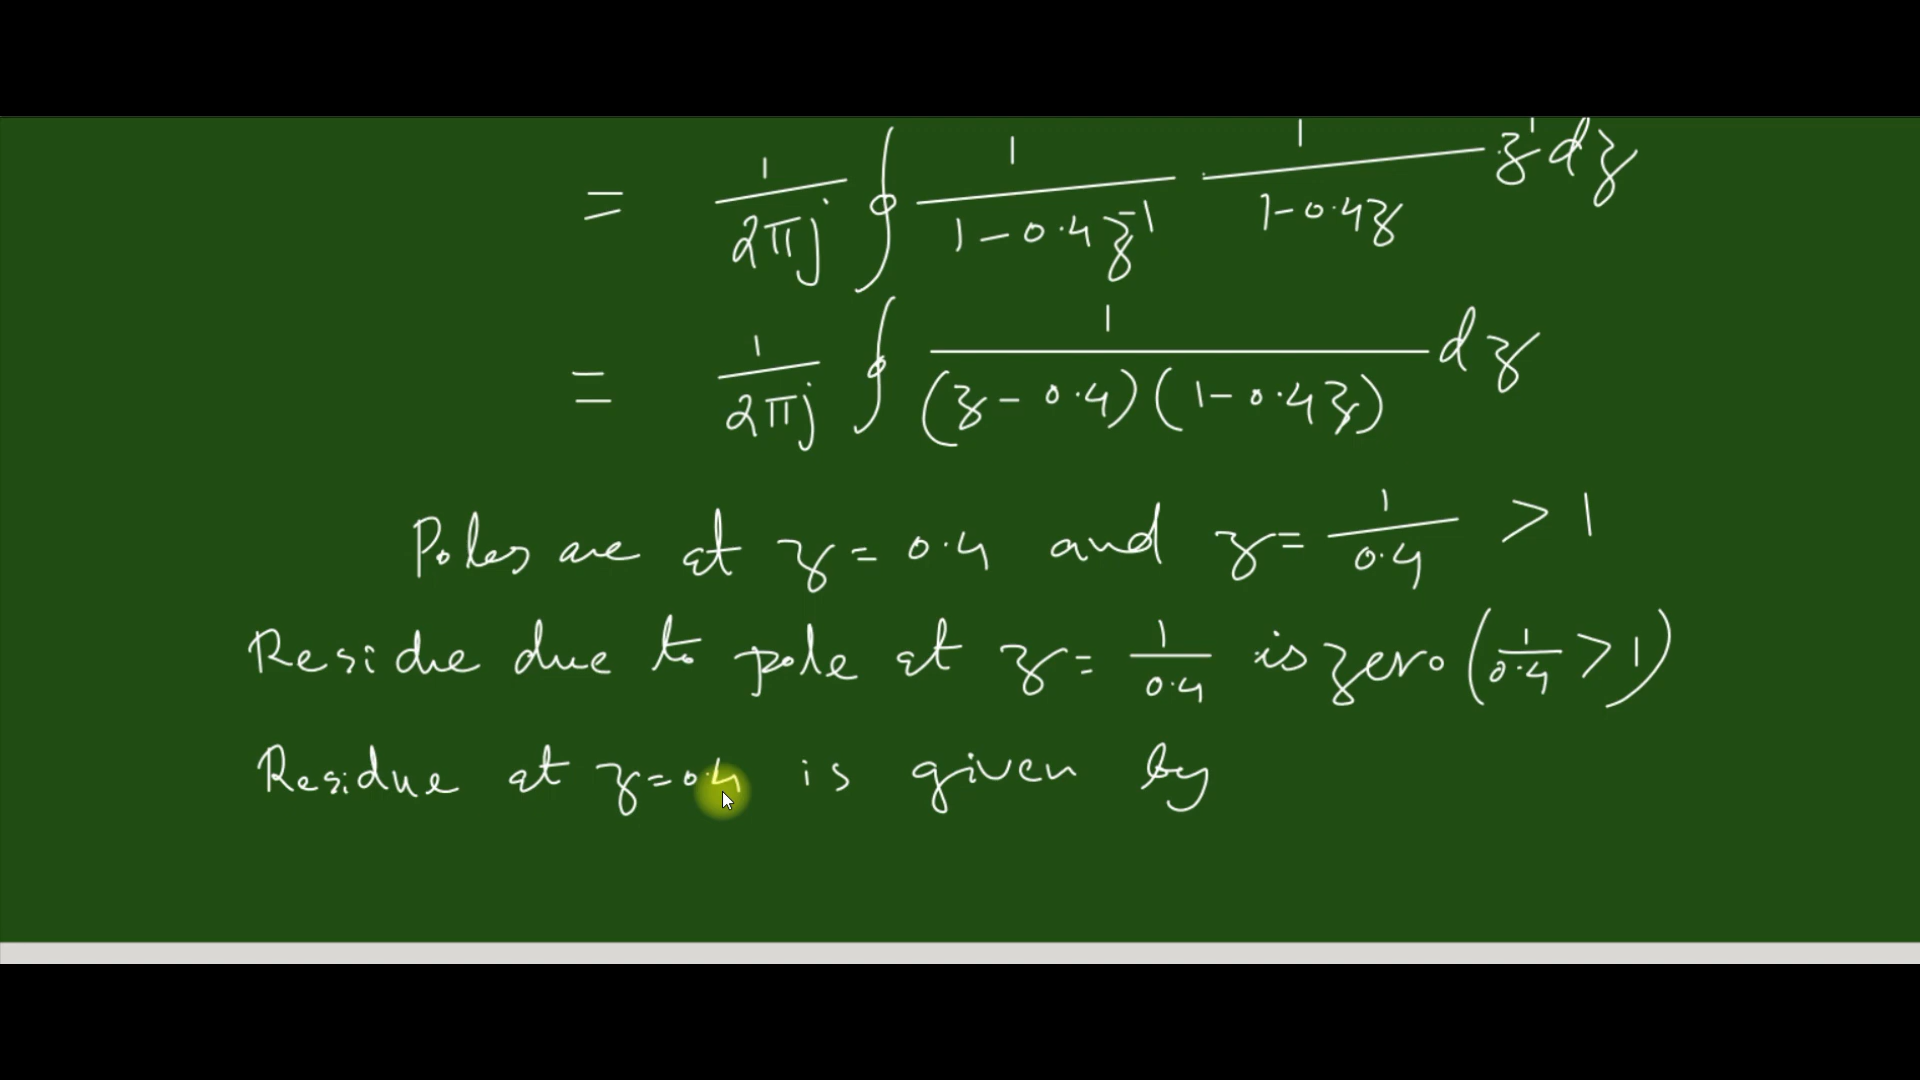 = 1/2πj ∮ 1/(1-0.4z^-1) 1/(1-0.4z) z^1 dz
= 1/2πj ∮ 1/((z-0.4)(1-0.4z)) dz
Poles are at z=0.4 and z=1/0.4 > 1
Residue due to pole at z=1/0.4 is zero (1/0.4 > 1)
Residue at z=0.4 is given by